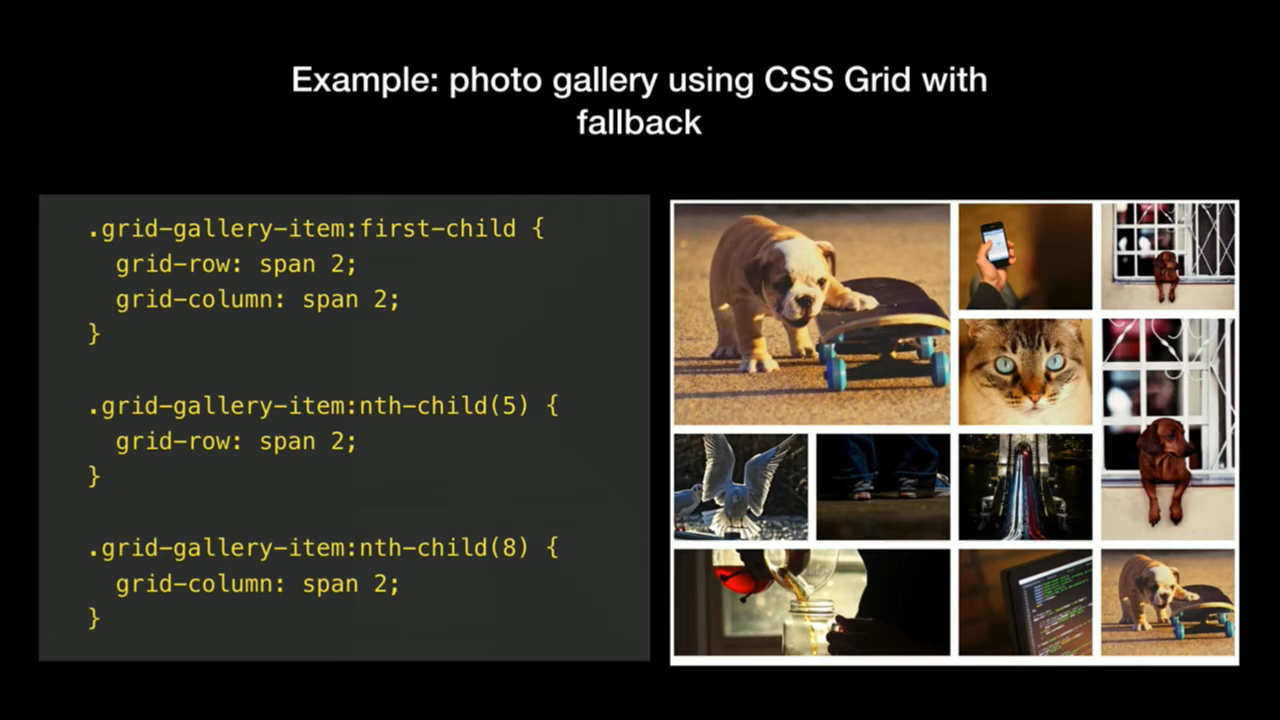 Example: photo gallery using CSS Grid with
fallback
.grid-gallery-item:first-child {
  grid-row: span 2;
  grid-column: span 2;
}
.grid-gallery-item:nth-child(5) {
  grid-row: span 2;
}
.grid-gallery-item:nth-child(8) {
  grid-column: span 2;
}